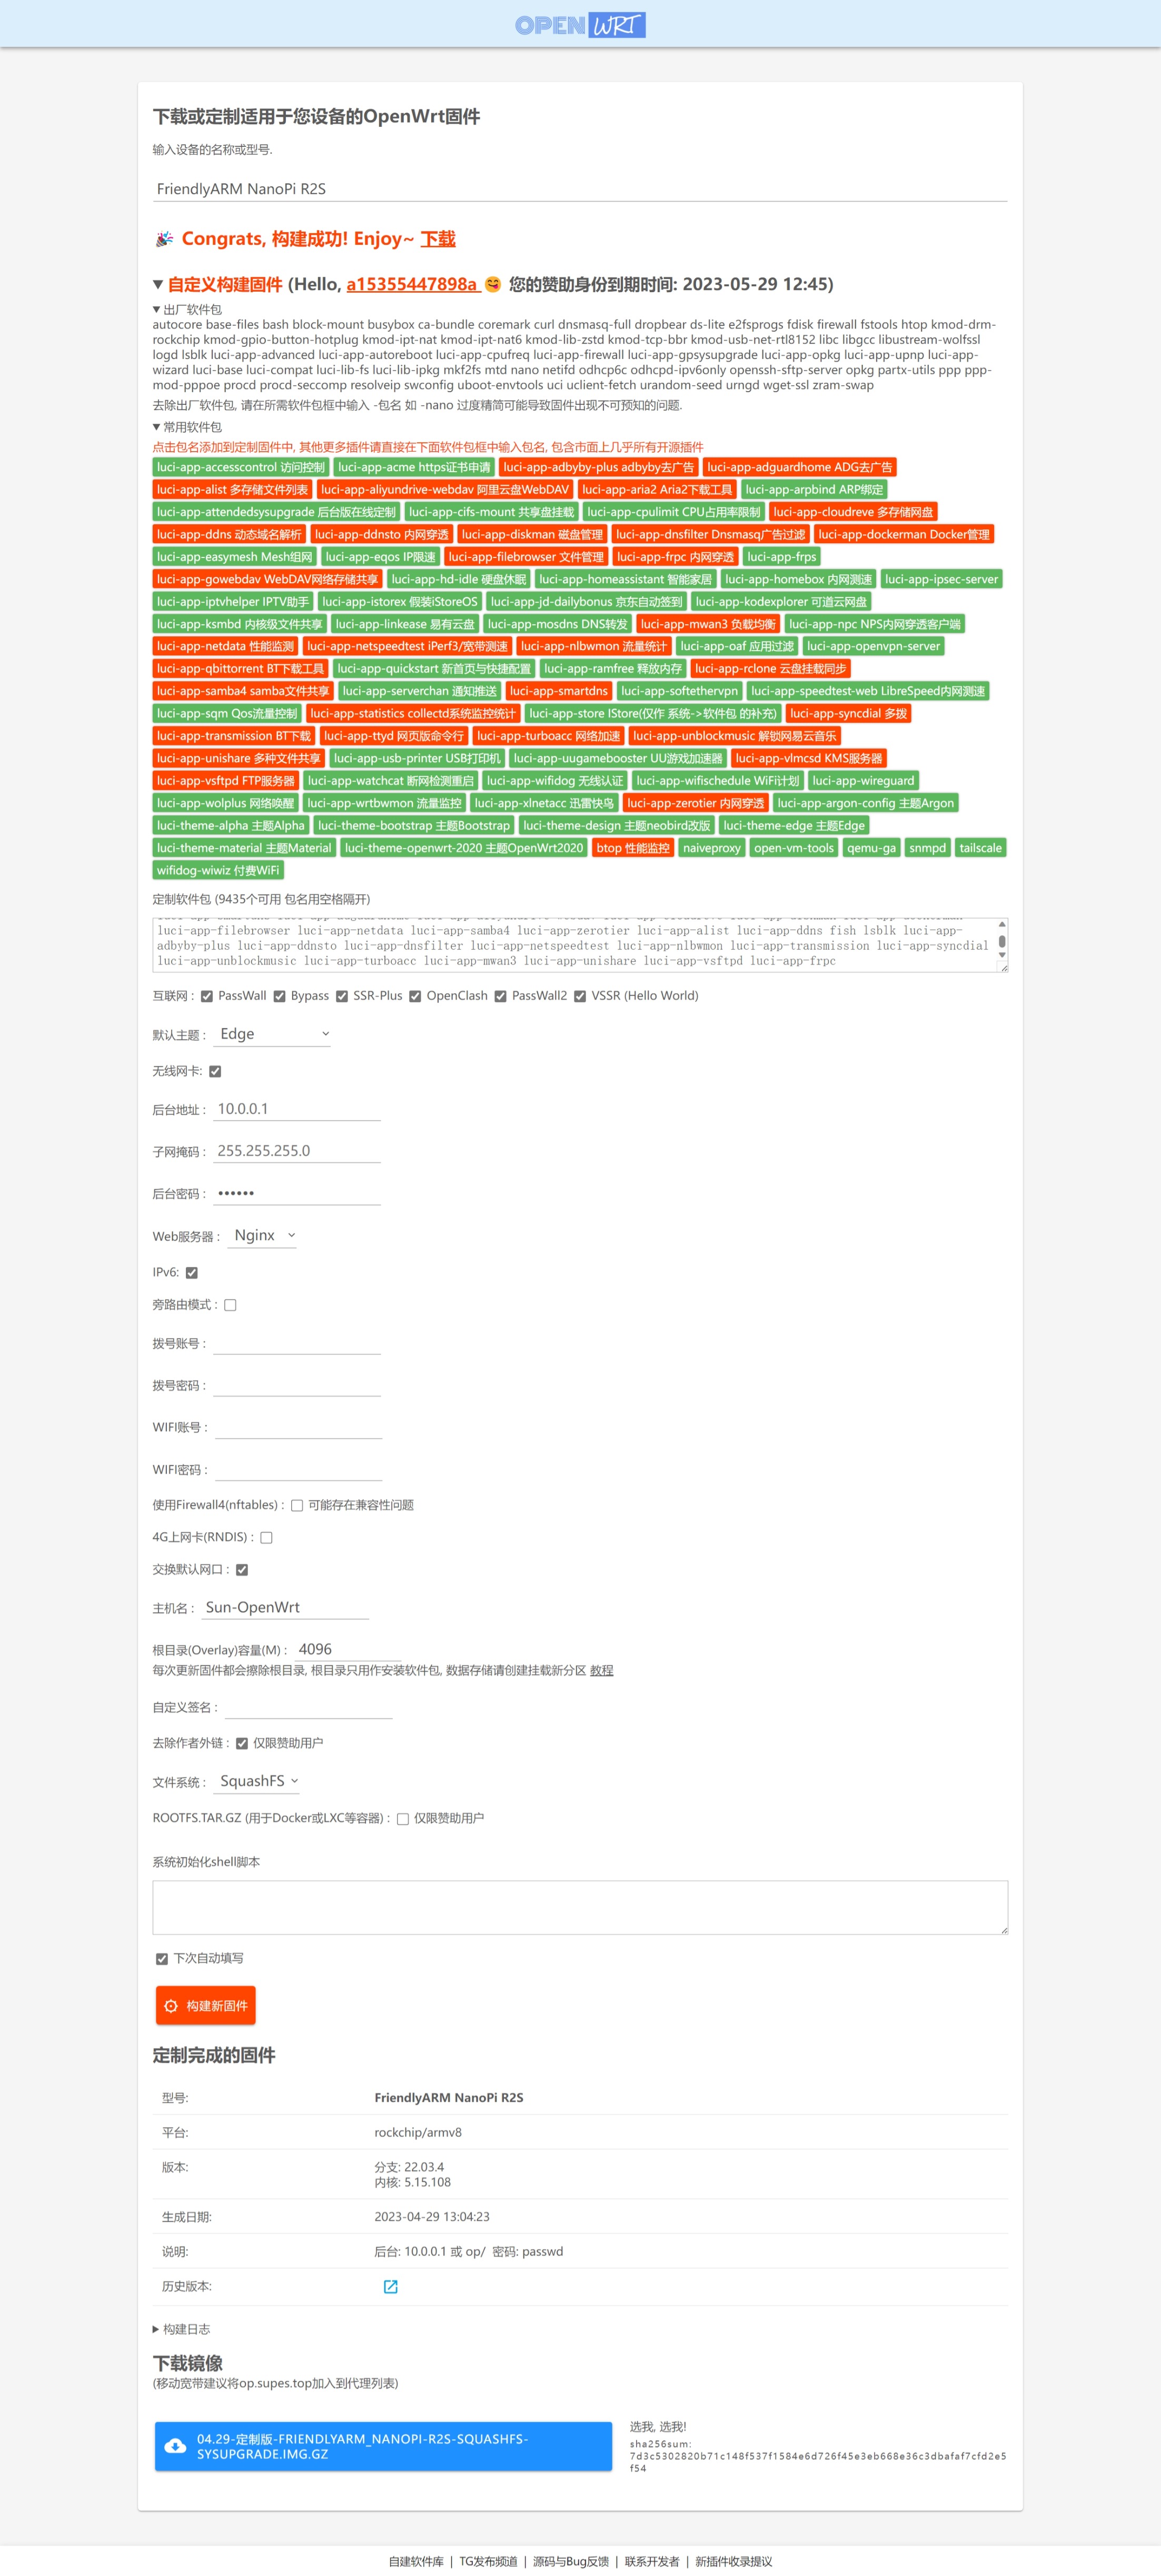 OPENWRT
下载或定制适用于您设备的OpenWrt固件
输入设备的名称或型号.
FriendlyARM NanoPi R2S
🎉 Congrats, 构建成功! Enjoy~ 下载
▼ 自定义构建固件 (Hello, a15355447898a 😋 您的赞助身份到期时间: 2023-05-29 12:45)
▼ 出厂软件包
autocore base-files bash block-mount busybox ca-bundle coremark curl dnsmasq-full dropbear ds-lite e2fsprogs fdisk firewall fstools htop kmod-drm-
rockchip kmod-gpio-button-hotplug kmod-ipt-nat kmod-ipt-nat6 kmod-lib-zstd kmod-tcp-bbr kmod-usb-net-rtl8152 libc libgcc libustream-wolfssl
logd lsblk luci-app-advanced luci-app-autoreboot luci-app-cpufreq luci-app-firewall luci-app-gpsysupgrade luci-app-opkg luci-app-upnp luci-app-
wizard luci-base luci-compat luci-lib-fs luci-lib-ipkg mkf2fs mtd nano netifd odhcp6c odhcpd-ipv6only openssh-sftp-server opkg partx-utils ppp ppp-
mod-pppoe procd procd-seccomp resolveip swconfig uboot-envtools uci uclient-fetch urandom-seed urngd wget-ssl zram-swap
去除出厂软件包, 请在所需软件包框中输入 -包名 如 -nano 过度精简可能导致固件出现不可预知的问题.
▼ 常用软件包
点击包名添加到定制固件中, 其他更多插件请直接在下面软件包框中输入包名, 包含市面上几乎所有开源插件
luci-app-accesscontrol 访问控制 luci-app-acme https证书申请 luci-app-adbyby-plus adbyby去广告 luci-app-adguardhome ADG去广告
luci-app-alist 多存储文件列表 luci-app-aliyundrive-webdav 阿里云盘WebDAV luci-app-aria2 Aria2下载工具 luci-app-arpbind ARP绑定
luci-app-attendedsysupgrade 后台版在线定制 luci-app-cifs-mount 共享盘挂载 luci-app-cpulimit CPU占用率限制 luci-app-cloudreve 多存储网盘
luci-app-ddns 动态域名解析 luci-app-ddnsto 内网穿透 luci-app-diskman 磁盘管理 luci-app-dnsfilter Dnsmasq广告过滤 luci-app-dockerman Docker管理
luci-app-easymesh Mesh组网 luci-app-eqos IP限速 luci-app-filebrowser 文件管理 luci-app-frpc 内网穿透 luci-app-frps
luci-app-gowebdav WebDAV网络存储共享 luci-app-hd-idle 硬盘休眠 luci-app-homeassistant 智能家居 luci-app-homebox 内网测速 luci-app-ipsec-server
luci-app-iptvhelper IPTV助手 luci-app-istorex 假装iStoreOS luci-app-jd-dailybonus 京东自动签到 luci-app-kodexplorer 可道云网盘
luci-app-ksmbd 内核级文件共享 luci-app-linkease 易有云盘 luci-app-mosdns DNS转发 luci-app-mwan3 负载均衡 luci-app-npc NPS内网穿透客户端
luci-app-netdata 性能监测 luci-app-netspeedtest iPerf3/宽带测速 luci-app-nlbwmon 流量统计 luci-app-oaf 应用过滤 luci-app-openvpn-server
luci-app-qbittorrent BT下载工具 luci-app-quickstart 新首页与快捷配置 luci-app-ramfree 释放内存 luci-app-rclone 云盘挂载同步
luci-app-samba4 samba文件共享 luci-app-serverchan 通知推送 luci-app-smartdns luci-app-softethervpn luci-app-speedtest-web LibreSpeed内网测速
luci-app-sqm Qos流量控制 luci-app-statistics collectd系统监控统计 luci-app-store IStore(仅作 系统->软件包 的补充) luci-app-syncdial 多拨
luci-app-transmission BT下载 luci-app-ttyd 网页版命令行 luci-app-turboacc 网络加速 luci-app-unblockmusic 解锁网易云音乐
luci-app-unishare 多种文件共享 luci-app-usb-printer USB打印机 luci-app-uugamebooster UU游戏加速器 luci-app-vlmcsd KMS服务器
luci-app-vsftpd FTP服务器 luci-app-watchcat 断网检测重启 luci-app-wifidog 无线认证 luci-app-wifischedule WiFi计划 luci-app-wireguard
luci-app-wolplus 网络唤醒 luci-app-wrtbwmon 流量监控 luci-app-xlnetacc 迅雷快鸟 luci-app-zerotier 内网穿透 luci-app-argon-config 主题Argon
luci-theme-alpha 主题Alpha luci-theme-bootstrap 主题Bootstrap luci-theme-design 主题neobird改版 luci-theme-edge 主题Edge
luci-theme-material 主题Material luci-theme-openwrt-2020 主题OpenWrt2020 btop 性能监控 naiveproxy open-vm-tools qemu-ga snmpd tailscale
wifidog-wiwiz 付费WiFi
定制软件包 (9435个可用 包名用空格隔开)
luci-app-filebrowser luci-app-netdata luci-app-samba4 luci-app-zerotier luci-app-alist luci-app-ddns fish lsblk luci-app-
adbyby-plus luci-app-ddnsto luci-app-dnsfilter luci-app-netspeedtest luci-app-nlbwmon luci-app-transmission luci-app-syncdial
luci-app-unblockmusic luci-app-turboacc luci-app-mwan3 luci-app-unishare luci-app-vsftpd luci-app-frpc
互联网 : PassWall Bypass SSR-Plus OpenClash PassWall2 VSSR (Hello World)
默认主题 : Edge
无线网卡:
后台地址 : 10.0.0.1
子网掩码 : 255.255.255.0
后台密码 : ••••••
Web服务器 : Nginx
IPv6:
旁路由模式 :
拨号账号 :
拨号密码 :
WIFI账号 :
WIFI密码 :
使用Firewall4(nftables) : 可能存在兼容性问题
4G上网卡(RNDIS) :
交换默认网口 :
主机名 : Sun-OpenWrt
根目录(Overlay)容量(M) : 4096
每次更新固件都会擦除根目录, 根目录只用作安装软件包, 数据存储请创建挂载新分区 教程
自定义签名 :
去除作者外链 : 仅限赞助用户
文件系统 : SquashFS
ROOTFS.TAR.GZ (用于Docker或LXC等容器) : 仅限赞助用户
系统初始化shell脚本
下次自动填写
构建新固件
定制完成的固件
型号: FriendlyARM NanoPi R2S
平台: rockchip/armv8
版本: 分支: 22.03.4
内核: 5.15.108
生成日期: 2023-04-29 13:04:23
说明: 后台: 10.0.0.1 或 op/ 密码: passwd
历史版本:
▶ 构建日志
下载镜像
(移动宽带建议将op.supes.top加入到代理列表)
04.29-定制版-FRIENDLYARM_NANOPI-R2S-SQUASHFS-
SYSUPGRADE.IMG.GZ
选我, 选我!
sha256sum:
7d3c5302820b71c148f537f1584e6d726f45e3eb668e36c3dbafaf7cfd2e5
f54
自建软件库 | TG发布频道 | 源码与Bug反馈 | 联系开发者 | 新插件收录提议